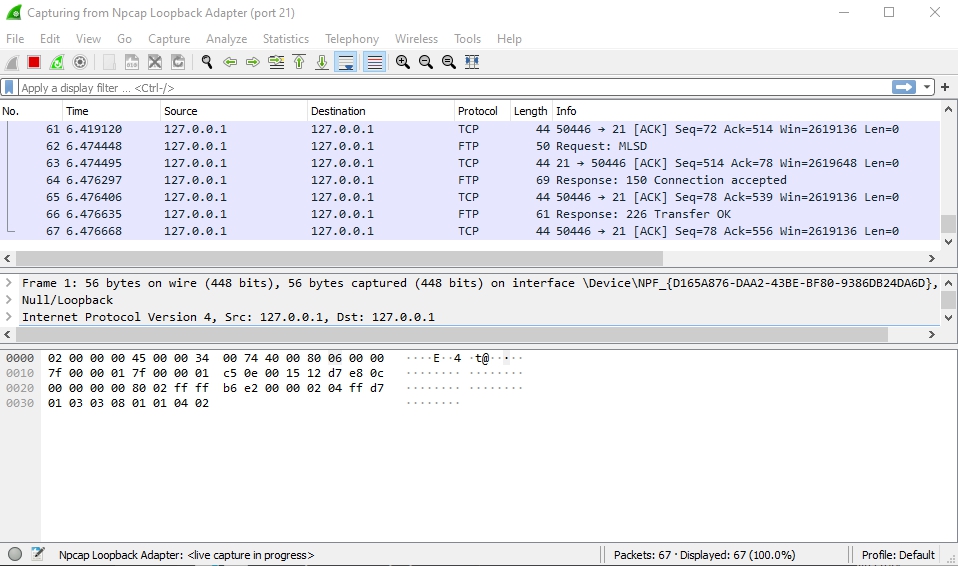 Capturing from Npcap Loopback Adapter (port 21)
File Edit View Go Capture Analyze Statistics Telephony Wireless Tools Help
Apply a display filter ... <Ctrl-/>
No. Time Source Destination Protocol Length Info
61 6.419120 127.0.0.1 127.0.0.1 TCP 44 50446 → 21 [ACK] Seq=72 Ack=514 Win=2619136 Len=0
62 6.474448 127.0.0.1 127.0.0.1 FTP 50 Request: MLSD
63 6.474495 127.0.0.1 127.0.0.1 TCP 44 21 → 50446 [ACK] Seq=514 Ack=78 Win=2619648 Len=0
64 6.476297 127.0.0.1 127.0.0.1 FTP 69 Response: 150 Connection accepted
65 6.476406 127.0.0.1 127.0.0.1 TCP 44 50446 → 21 [ACK] Seq=78 Ack=539 Win=2619136 Len=0
66 6.476635 127.0.0.1 127.0.0.1 FTP 61 Response: 226 Transfer OK
67 6.476668 127.0.0.1 127.0.0.1 TCP 44 50446 → 21 [ACK] Seq=78 Ack=556 Win=2619136 Len=0
Frame 1: 56 bytes on wire (448 bits), 56 bytes captured (448 bits) on interface \Device\NPF_{D165A876-DAA2-43BE-BF80-9386DB24DA6D},
Null/Loopback
Internet Protocol Version 4, Src: 127.0.0.1, Dst: 127.0.0.1
0000 02 00 00 00 45 00 00 34 00 74 40 00 80 06 00 00 ····E··4 ·t@·····
0010 7f 00 00 01 7f 00 00 01 c5 0e 00 15 12 d7 e8 0c ········ ········
0020 00 00 00 00 80 02 ff ff b6 e2 00 00 02 04 ff d7 ········ ········
0030 01 03 03 08 01 01 04 02 ········
Npcap Loopback Adapter: <live capture in progress> Packets: 67 · Displayed: 67 (100.0%) Profile: Default